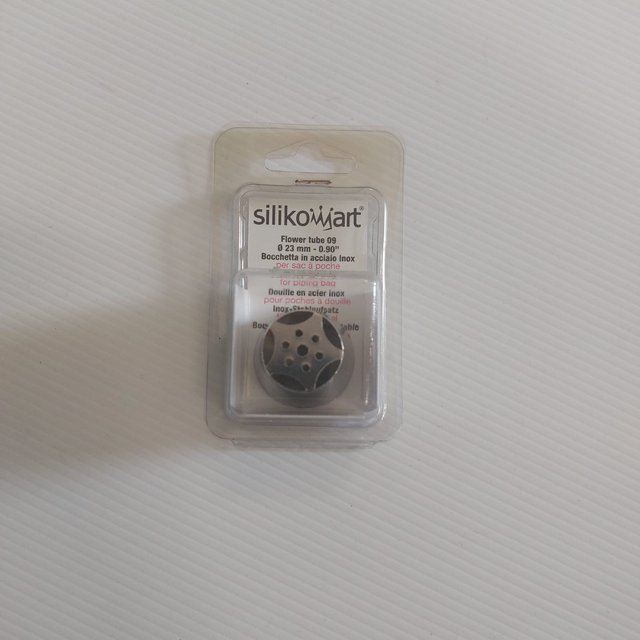 silikomart®
Flower tube 09
Ø 23 mm - 0.90"
Bocchetta in acciaio Inox
per sac à poche
for piping bag
Douille en acier inox
pour poches à douille
Inox-Stahlaufsatz